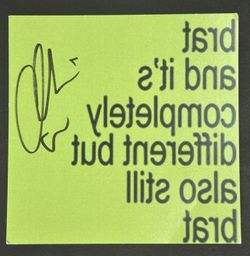 brat
and it's
completely
different but
also still
brat